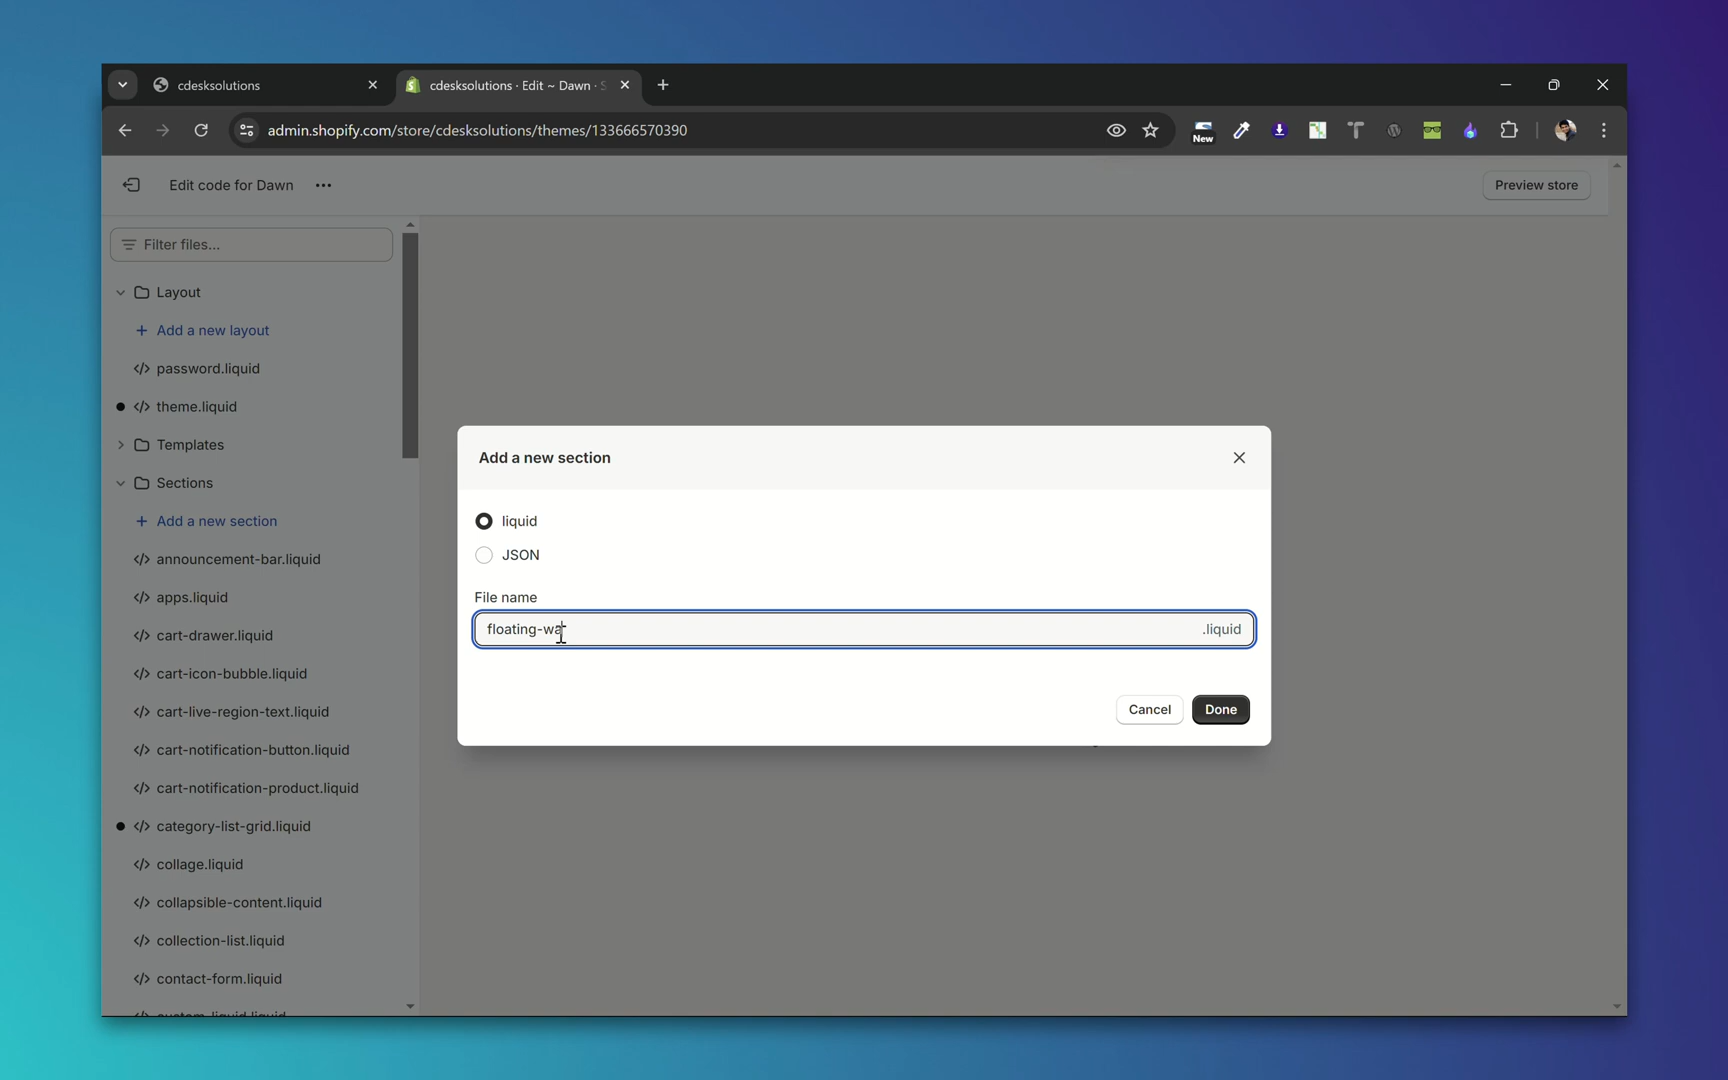 cdesksolutions
cdesksolutions · Edit ~ Dawn · S
admin.shopify.com/store/cdesksolutions/themes/133666570390
New
Edit code for Dawn
Preview store
Filter files...
Layout
Add a new layout
password.liquid
theme.liquid
Templates
Sections
Add a new section
announcement-bar.liquid
apps.liquid
cart-drawer.liquid
cart-icon-bubble.liquid
cart-live-region-text.liquid
cart-notification-button.liquid
cart-notification-product.liquid
category-list-grid.liquid
collage.liquid
collapsible-content.liquid
collection-list.liquid
contact-form.liquid
custom-liquid.liquid
Add a new section
liquid
JSON
File name
floating-wa
.liquid
Cancel
Done